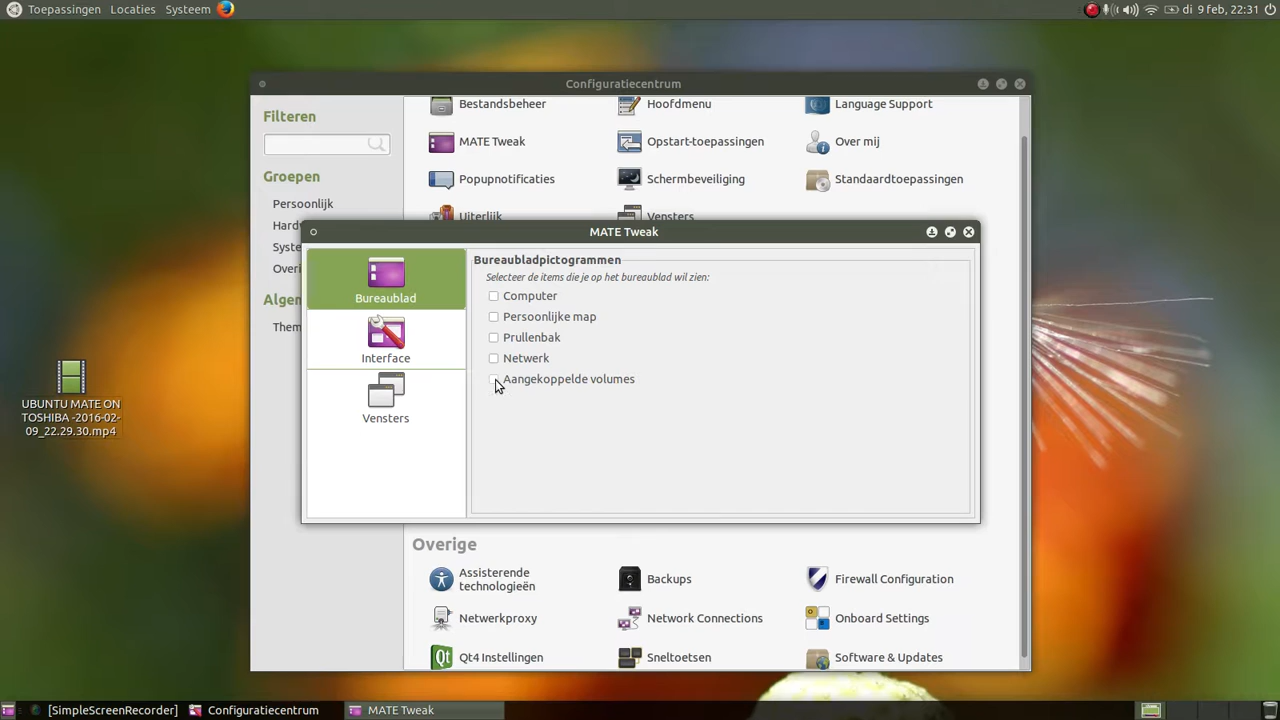 Toepassingen Locaties Systeem
di 9 feb, 22:31
Configuratiecentrum
Filteren
Groepen
Persoonlijk
Hardw
Syste
Overi
Algen
Them
Bestandsbeheer
Hoofdmenu
Language Support
MATE Tweak
Opstart-toepassingen
Over mij
Popupnotificaties
Schermbeveiliging
Standaardtoepassingen
Uiterlijk
Vensters
MATE Tweak
Bureaublad
Interface
Vensters
Bureaubladpictogrammen
Selecteer de items die je op het bureaublad wil zien:
Computer
Persoonlijke map
Prullenbak
Netwerk
Aangekoppelde volumes
UBUNTU MATE ON
TOSHIBA -2016-02-
09_22.29.30.mp4
Overige
Assisterende
technologieën
Backups
Firewall Configuration
Netwerkproxy
Network Connections
Onboard Settings
Qt
Qt4 Instellingen
Sneltoetsen
Software & Updates
[SimpleScreenRecorder]
Configuratiecentrum
MATE Tweak